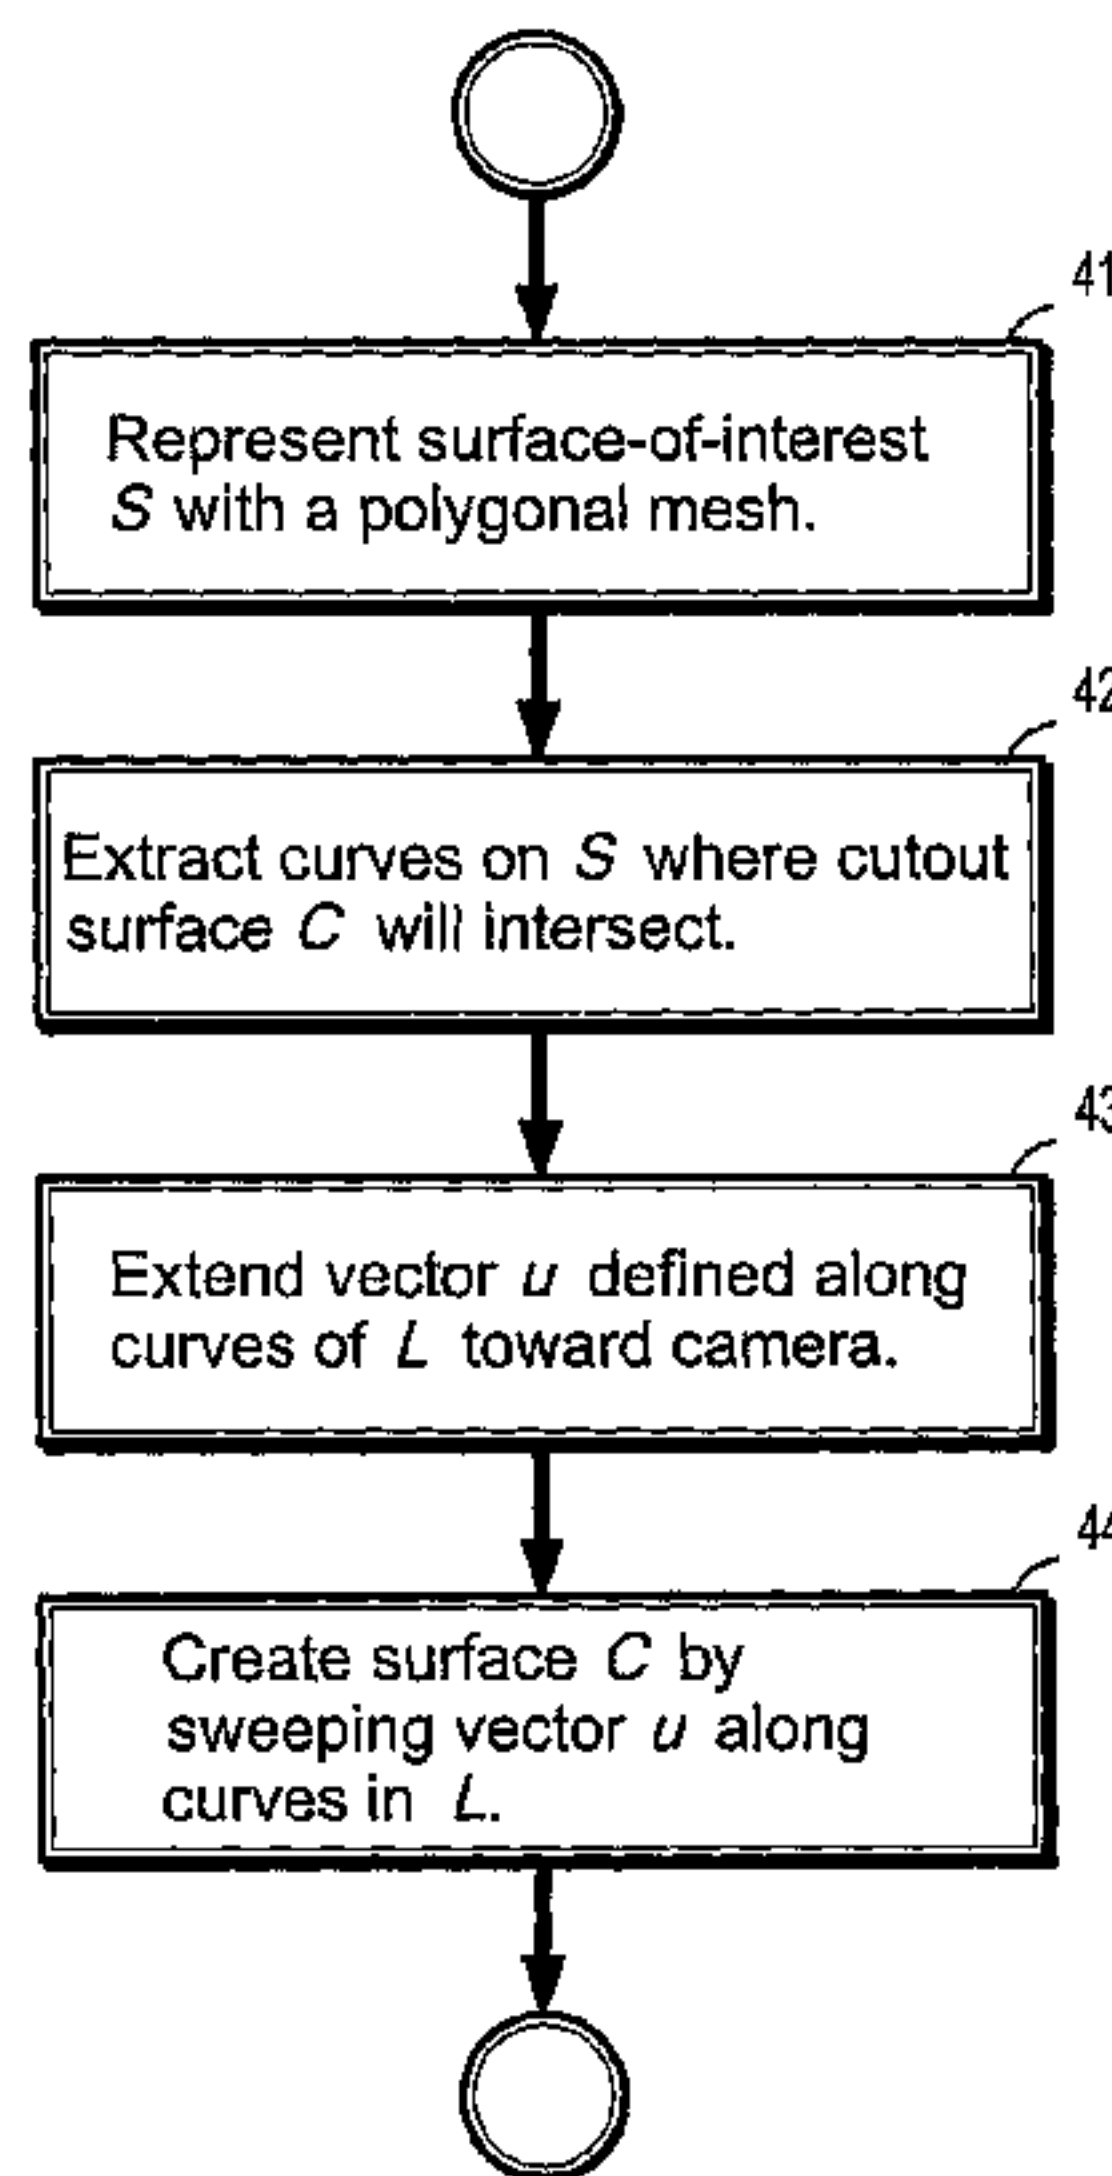 41
Represent surface-of-interest
S with a polygonal mesh.
42
Extract curves on S where cutout
surface C will intersect.
43
Extend vector u defined along
curves of L toward camera.
44
Create surface C by
sweeping vector u along
curves in L.